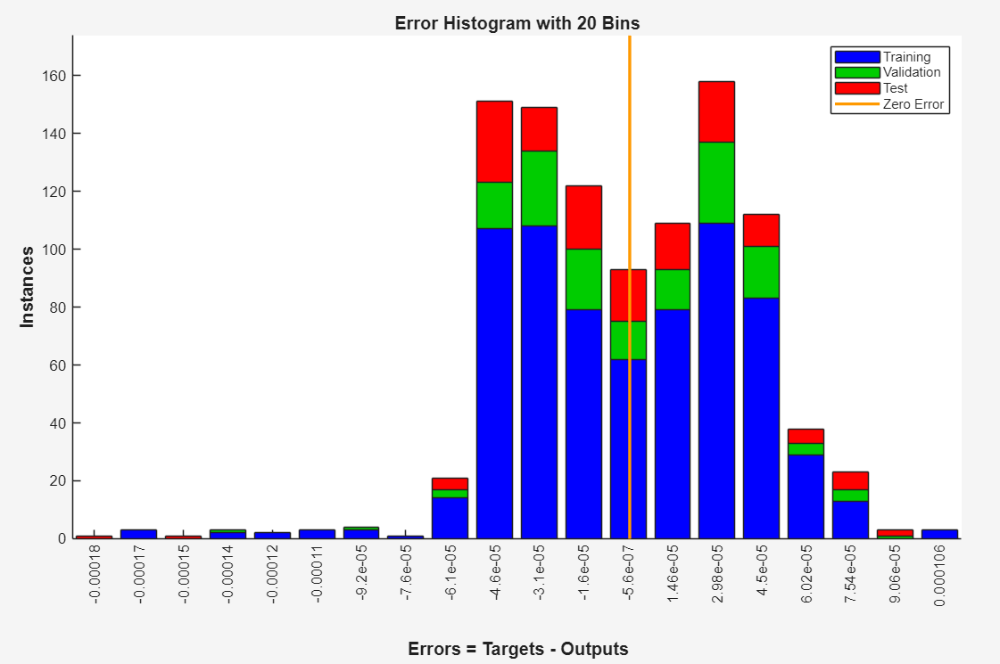 Error Histogram with 20 Bins
Training
Validation
Test
Zero Error
160
140
120
100
80
60
40
20
0
Instances
-0.00018
-0.00017
-0.00015
-0.00014
-0.00012
-0.00011
-9.2e-05
-7.6e-05
-6.1e-05
-4.6e-05
-3.1e-05
-1.6e-05
-5.6e-07
1.46e-05
2.98e-05
4.5e-05
6.02e-05
7.54e-05
9.06e-05
0.000106
Errors = Targets - Outputs